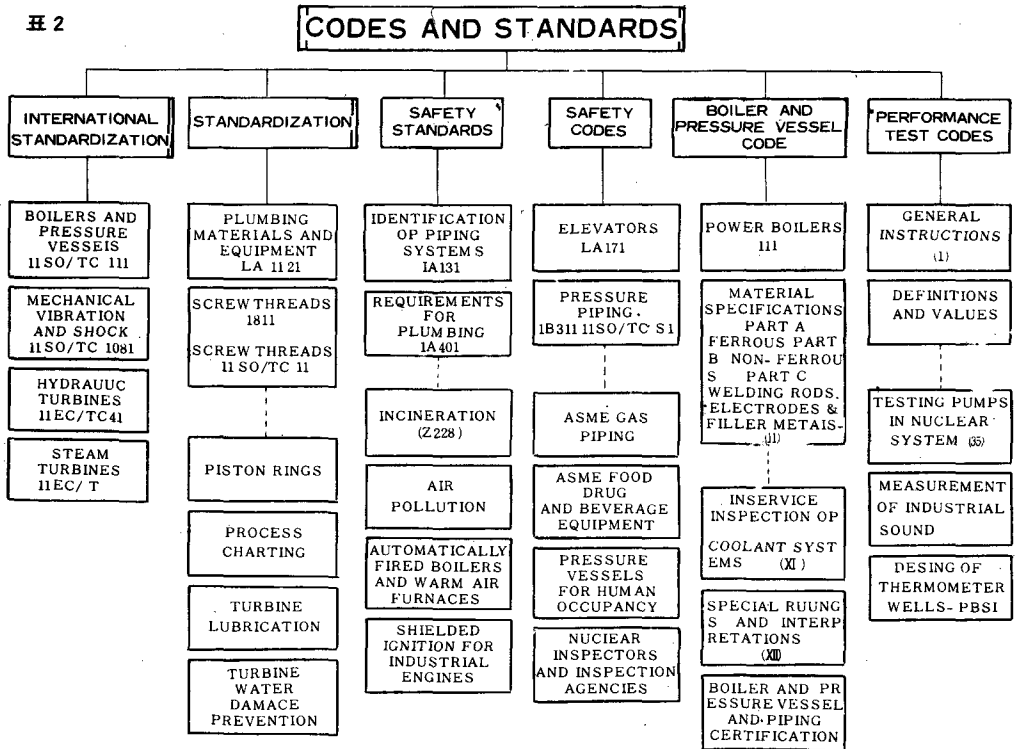 표 2
CODES AND STANDARDS
INTERNATIONAL
STANDARDIZATION
STANDARDIZATION
SAFETY
STANDARDS
SAFETY
CODES
BOILER AND
PRESSURE VESSEL
CODE
PERFORMANCE
TEST CODES
BOILERS AND
PRESSURE
VESSEIS
11SO/TC 111
MECHANICAL
VIBRATION
AND SHOCK
11SO/TC 1081
HYDRAUUC
TURBINES
11EC/TC41
STEAM
TURBINES
11EC/ T
PLUMBING
MATERIALS AND
EQUIPMENT
LA 1121
SCREW THREADS
1811
SCREW THREADS
11SO/TC 11
PISTON RINGS
PROCESS
CHARTING
TURBINE
LUBRICATION
TURBINE
WATER
DAMACE
PREVENTION
IDENTIFICATION
OP PIPING
SYSTEMS
IA131
REQUIREMENTS
FOR
PLUMBING
1A401
INCINERATION
(Z228)
AIR
POLLUTION
AUTOMATICALLY
FIRED BOILERS
AND WARM AIR
FURNACES
SHIELDED
IGNITION FOR
INDUSTRIAL
ENGINES
ELEVATORS
LA171
PRESSURE
PIPING.
1B311 11SO/TC S1
ASME GAS
PIPING
ASME FOOD
DRUG
AND BEVERAGE
EQUIPMENT
PRESSURE
VESSELS
FOR HUMAN
OCCUPANCY
NUCLEAR
INSPECTORS
AND INSPECTION
AGENCIES
POWER BOILERS
111
MATERIAL
SPECIFICATIONS
PART A
FERROUS PART
B NON-FERROU
S PART C
WELDING RODS.
ELECTRODES &
FILLER METAIS-(J1)
INSERVICE
INSPECTION OP
COOLANT SYST
EMS (XI)
SPECIAL RUUNG
S AND INTERP
RETATIONS
(XII)
BOILER AND PR
ESSURE VESSEL
AND·PIPING
CERTIFICATION
GENERAL
INSTRUCTIONS
(1)
DEFINITIONS
AND VALUES
TESTING PUMPS
IN NUCLEAR
SYSTEM (35)
MEASUREMENT
OF INDUSTRIAL
SOUND
DESING OF
THERMOMETER
WELLS-PBSI